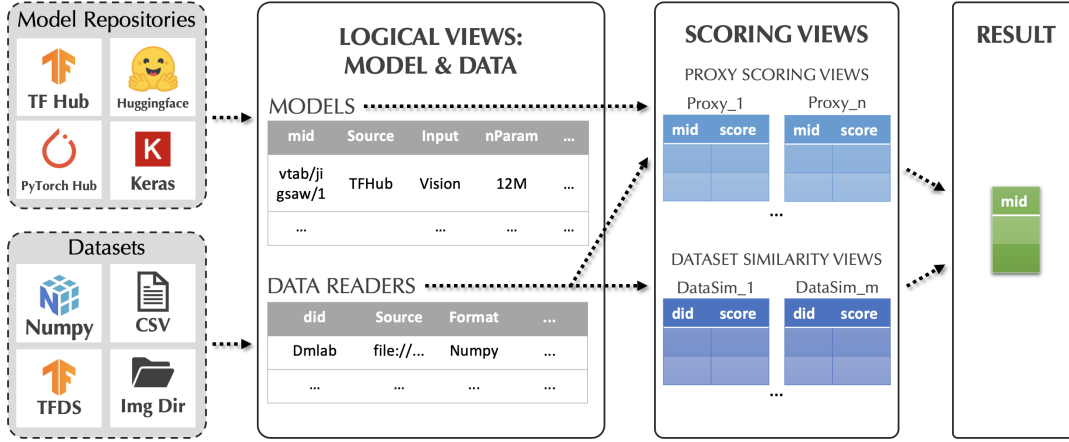 Model Repositories
TF Hub
Huggingface
PyTorch Hub
K
Keras
Datasets
Numpy
CSV
TFDS
Img Dir
LOGICAL VIEWS:
MODEL & DATA
MODELS
mid Source Input nParam ...
vtab/ji
gsaw/1
TFHub Vision 12M ...
... ... ... ...
DATA READERS
did Source Format ...
Dmlab file://... Numpy ...
... ... ... ...
SCORING VIEWS
PROXY SCORING VIEWS
Proxy_1 Proxy_n
mid score mid score
...
DATASET SIMILARITY VIEWS
DataSim_1 DataSim_m
did score did score
...
RESULT
mid